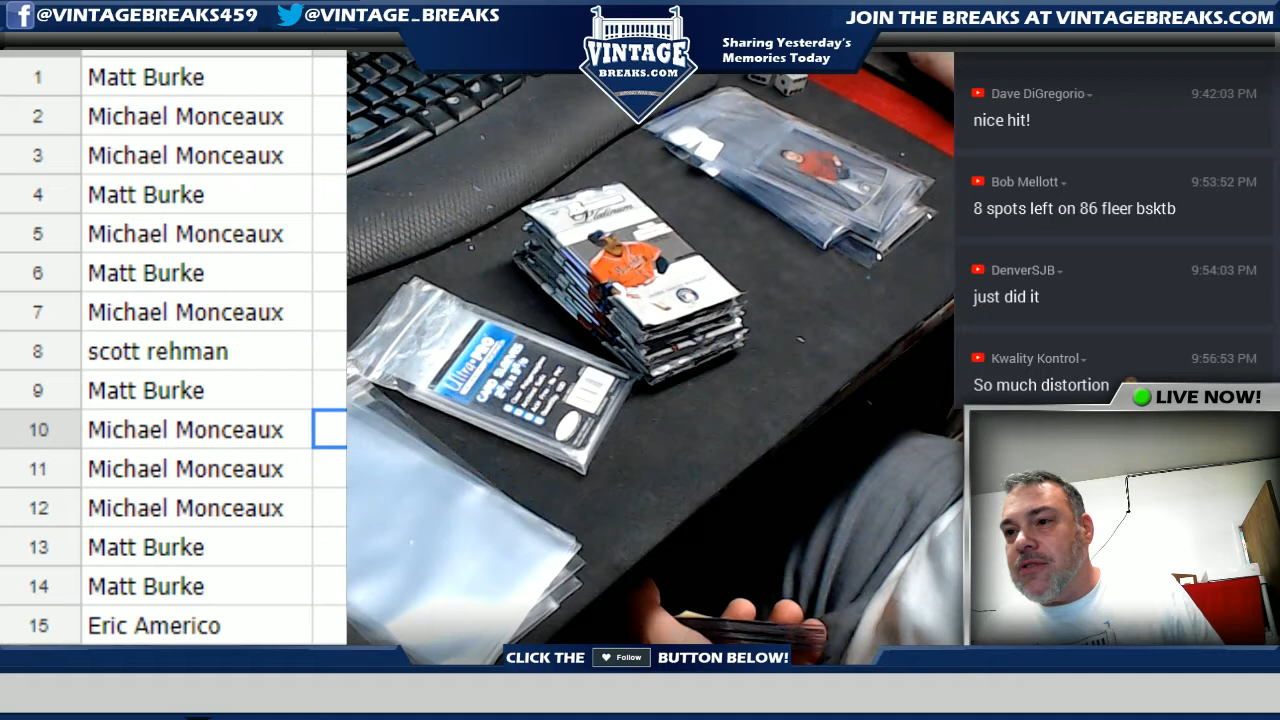 @VINTAGEBREAKS459
@VINTAGE_BREAKS
VINTAGE
BREAKS.COM
Sharing Yesterday's
Memories Today
JOIN THE BREAKS AT VINTAGEBREAKS.COM
1 Matt Burke
2 Michael Monceaux
3 Michael Monceaux
4 Matt Burke
5 Michael Monceaux
6 Matt Burke
7 Michael Monceaux
8 scott rehman
9 Matt Burke
10 Michael Monceaux
11 Michael Monceaux
12 Michael Monceaux
13 Matt Burke
14 Matt Burke
15 Eric Americo
Platinum
Ultra PRO
CARD SLEEVES
Dave DiGregorio 9:42:03 PM
nice hit!
Bob Mellott 9:53:52 PM
8 spots left on 86 fleer bsktb
DenverSJB 9:54:03 PM
just did it
Kwality Kontrol 9:56:53 PM
So much distortion
LIVE NOW!
CLICK THE Follow BUTTON BELOW!